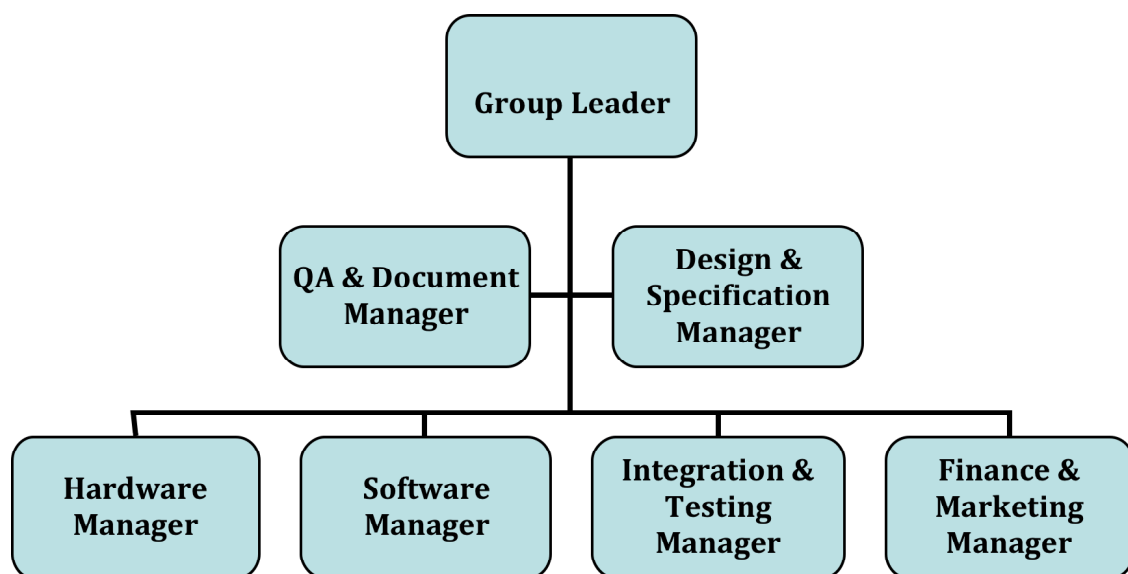 Group Leader
QA & Document
Manager
Design &
Specification
Manager
Hardware
Manager
Software
Manager
Integration &
Testing
Manager
Finance &
Marketing
Manager